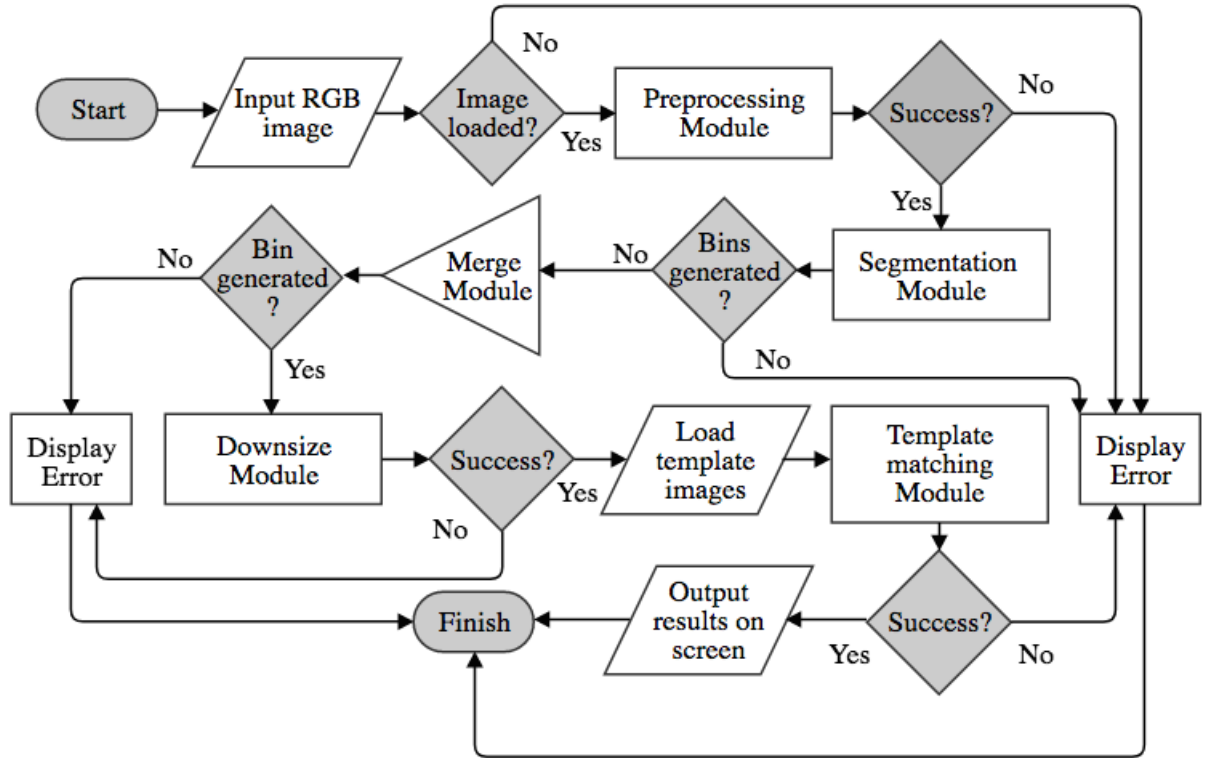 No
Start
Input RGB
image
Image
loaded?
Yes
Preprocessing
Module
Success?
No
Yes
Bin
generated
?
No
Merge
Module
No
Bins
generated
?
Segmentation
Module
Yes
No
Display
Error
Downsize
Module
Success?
Yes
No
Load
template
images
Template
matching
Module
Display
Error
Finish
Output
results on
screen
Yes
Success?
No